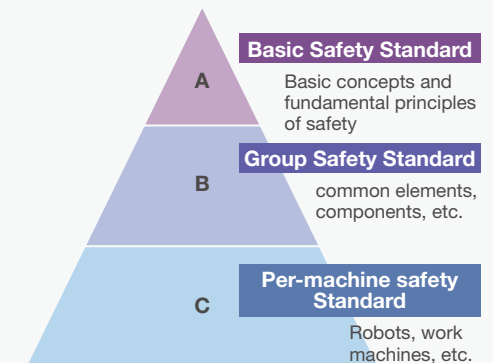 A
Basic Safety Standard
Basic concepts and
fundamental principles
of safety
B
Group Safety Standard
common elements,
components, etc.
C
Per-machine safety
Standard
Robots, work
machines, etc.